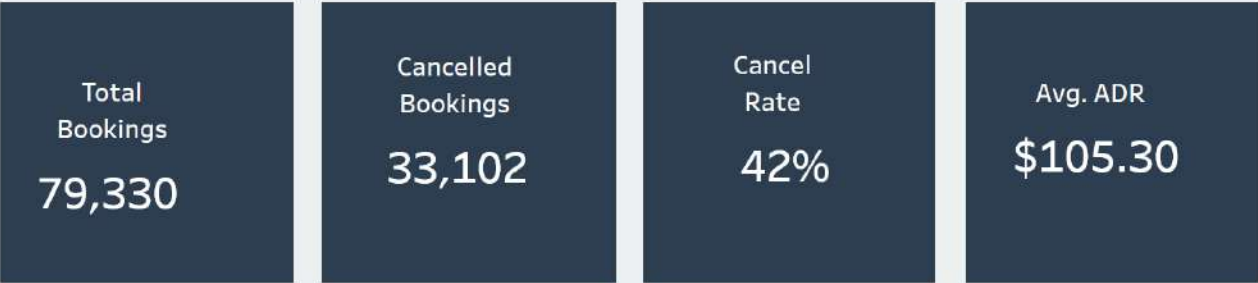 Total
Bookings
79,330
Cancelled
Bookings
33,102
Cancel
Rate
42%
Avg. ADR
$105.30